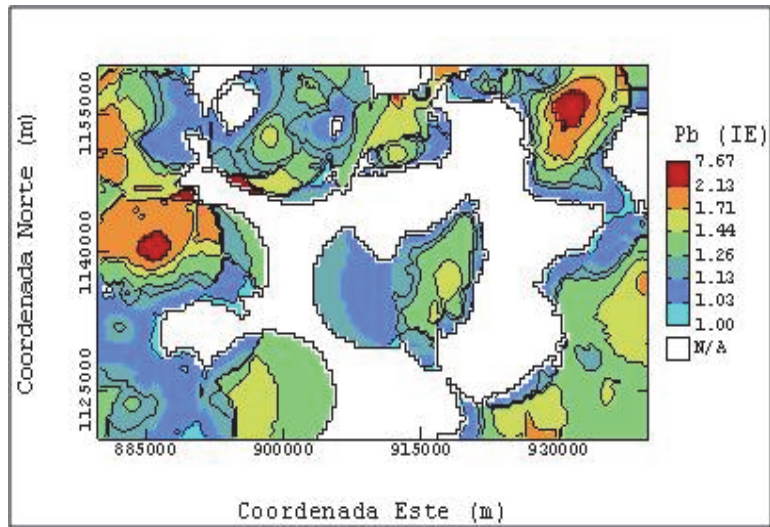 Coordenada Norte (m)
1155000
1140000
1125000
885000 900000 915000 930000
Coordenada Este (m)
Pb (IE)
7.67
2.13
1.71
1.44
1.26
1.13
1.03
1.00
N/A